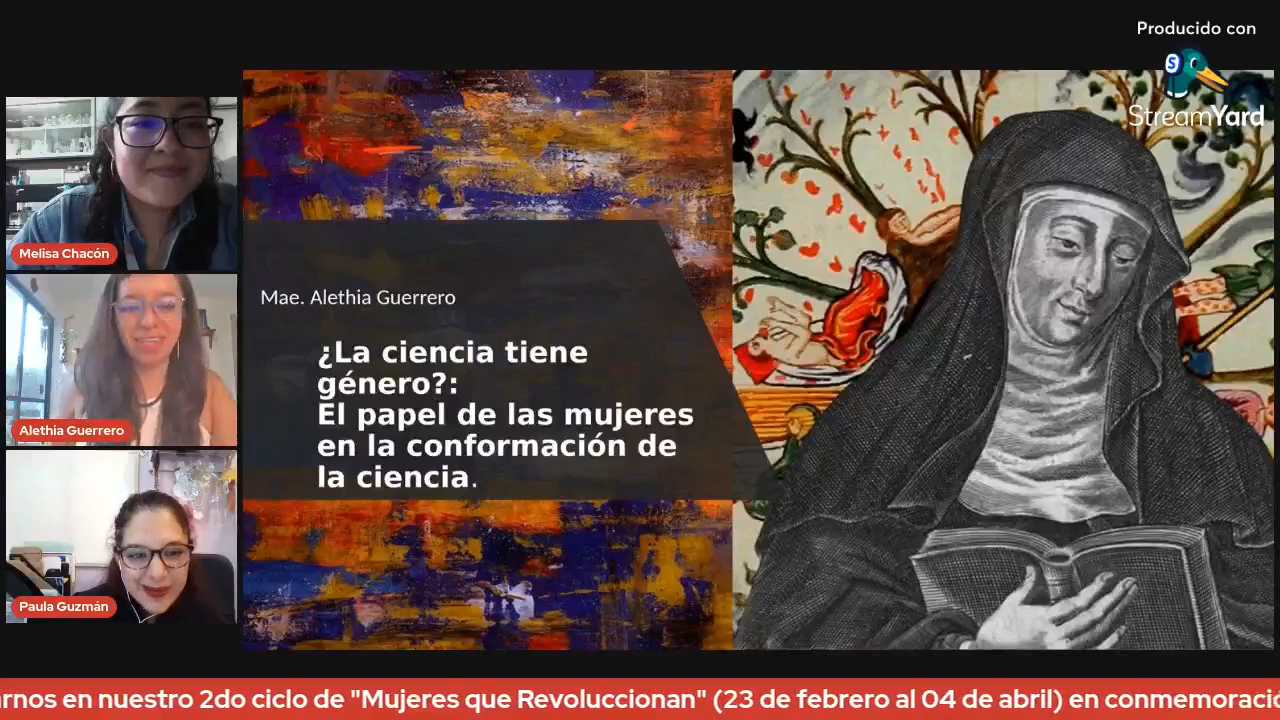 Producido con
StreamYard
Melisa Chacón
Alethia Guerrero
Paula Guzmán
Mae. Alethia Guerrero
¿La ciencia tiene
género?:
El papel de las mujeres
en la conformación de
la ciencia.
arnos en nuestro 2do ciclo de "Mujeres que Revoluccionan" (23 de febrero al 04 de abril) en conmemoració